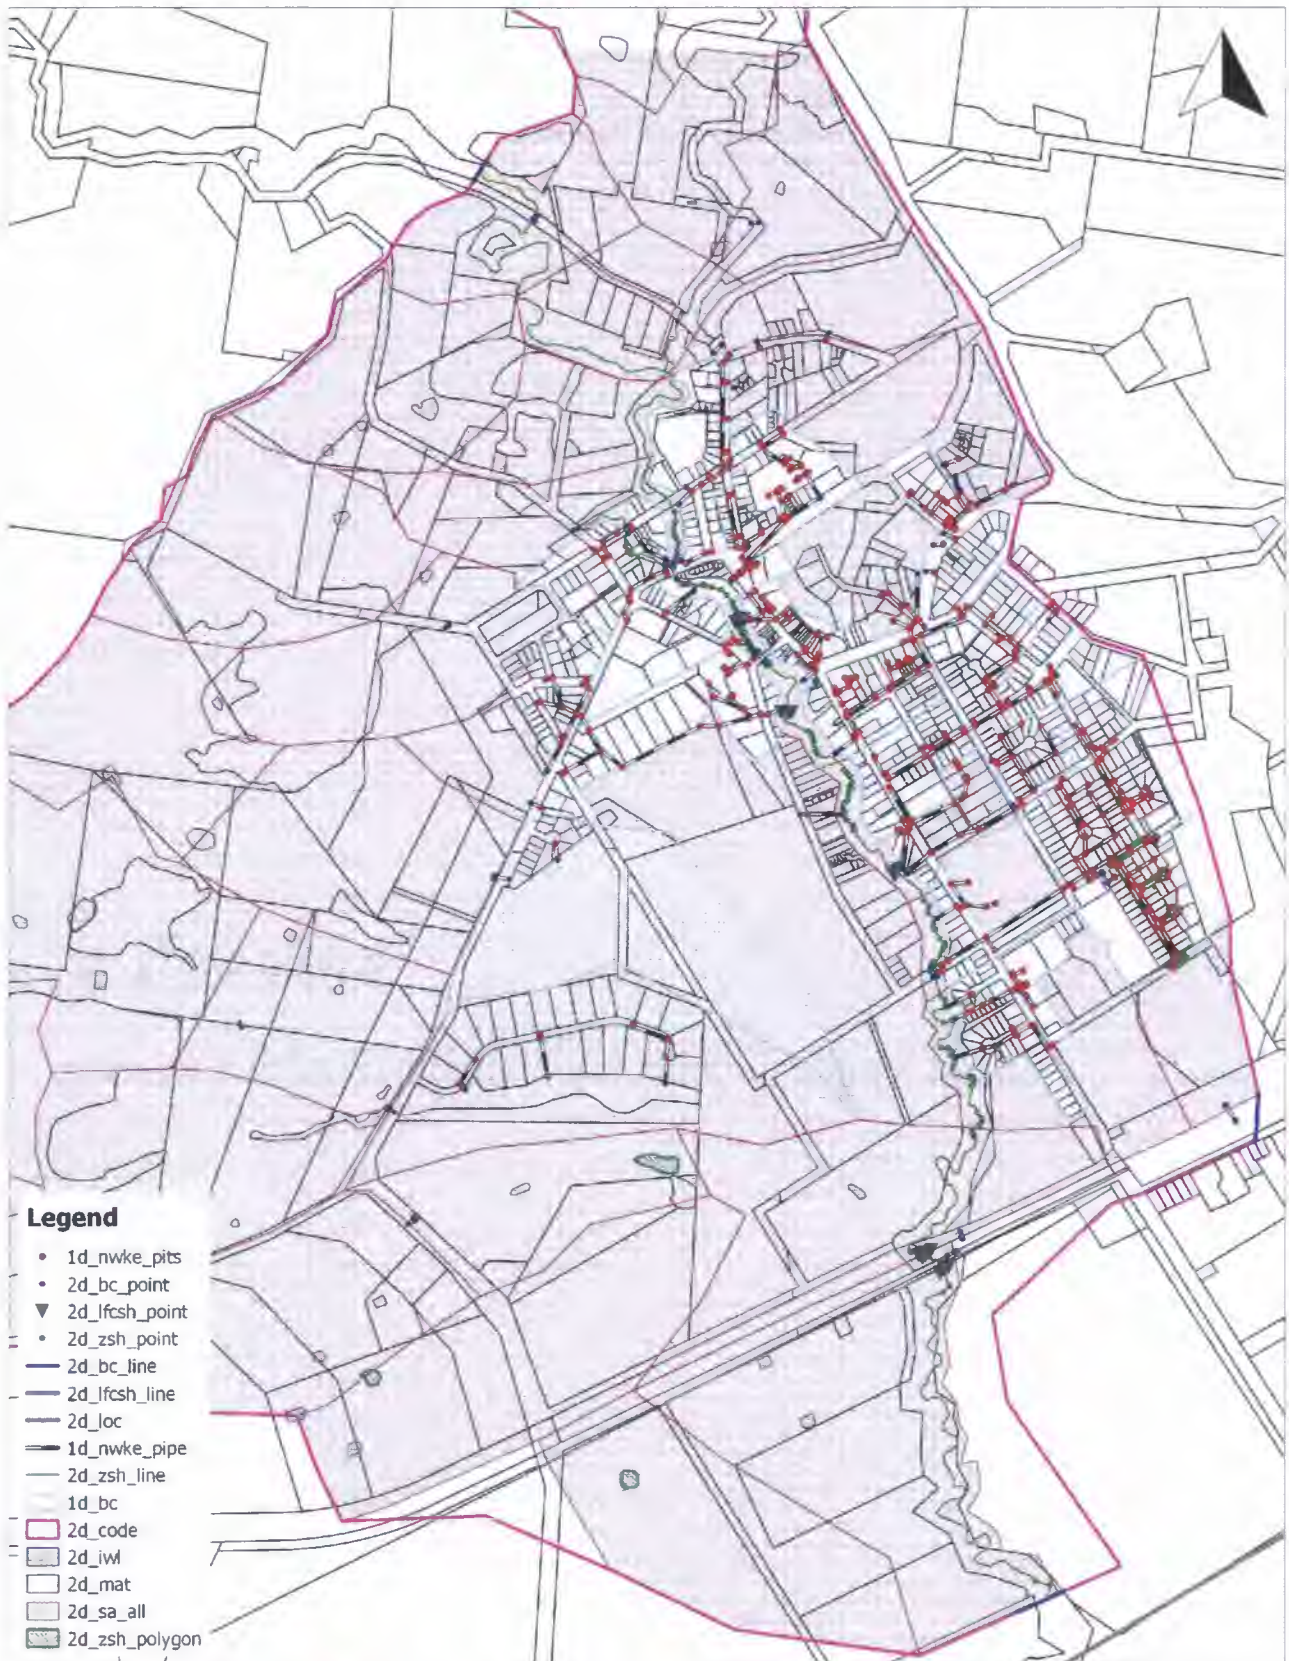 Legend
1d_nwke_pits
2d_bc_point
2d_lfcsh_point
2d_zsh_point
2d_bc_line
2d_lfcsh_line
2d_loc
1d_nwke_pipe
2d_zsh_line
1d_bc
2d_code
2d_iwl
2d_mat
2d_sa_all
2d_zsh_polygon